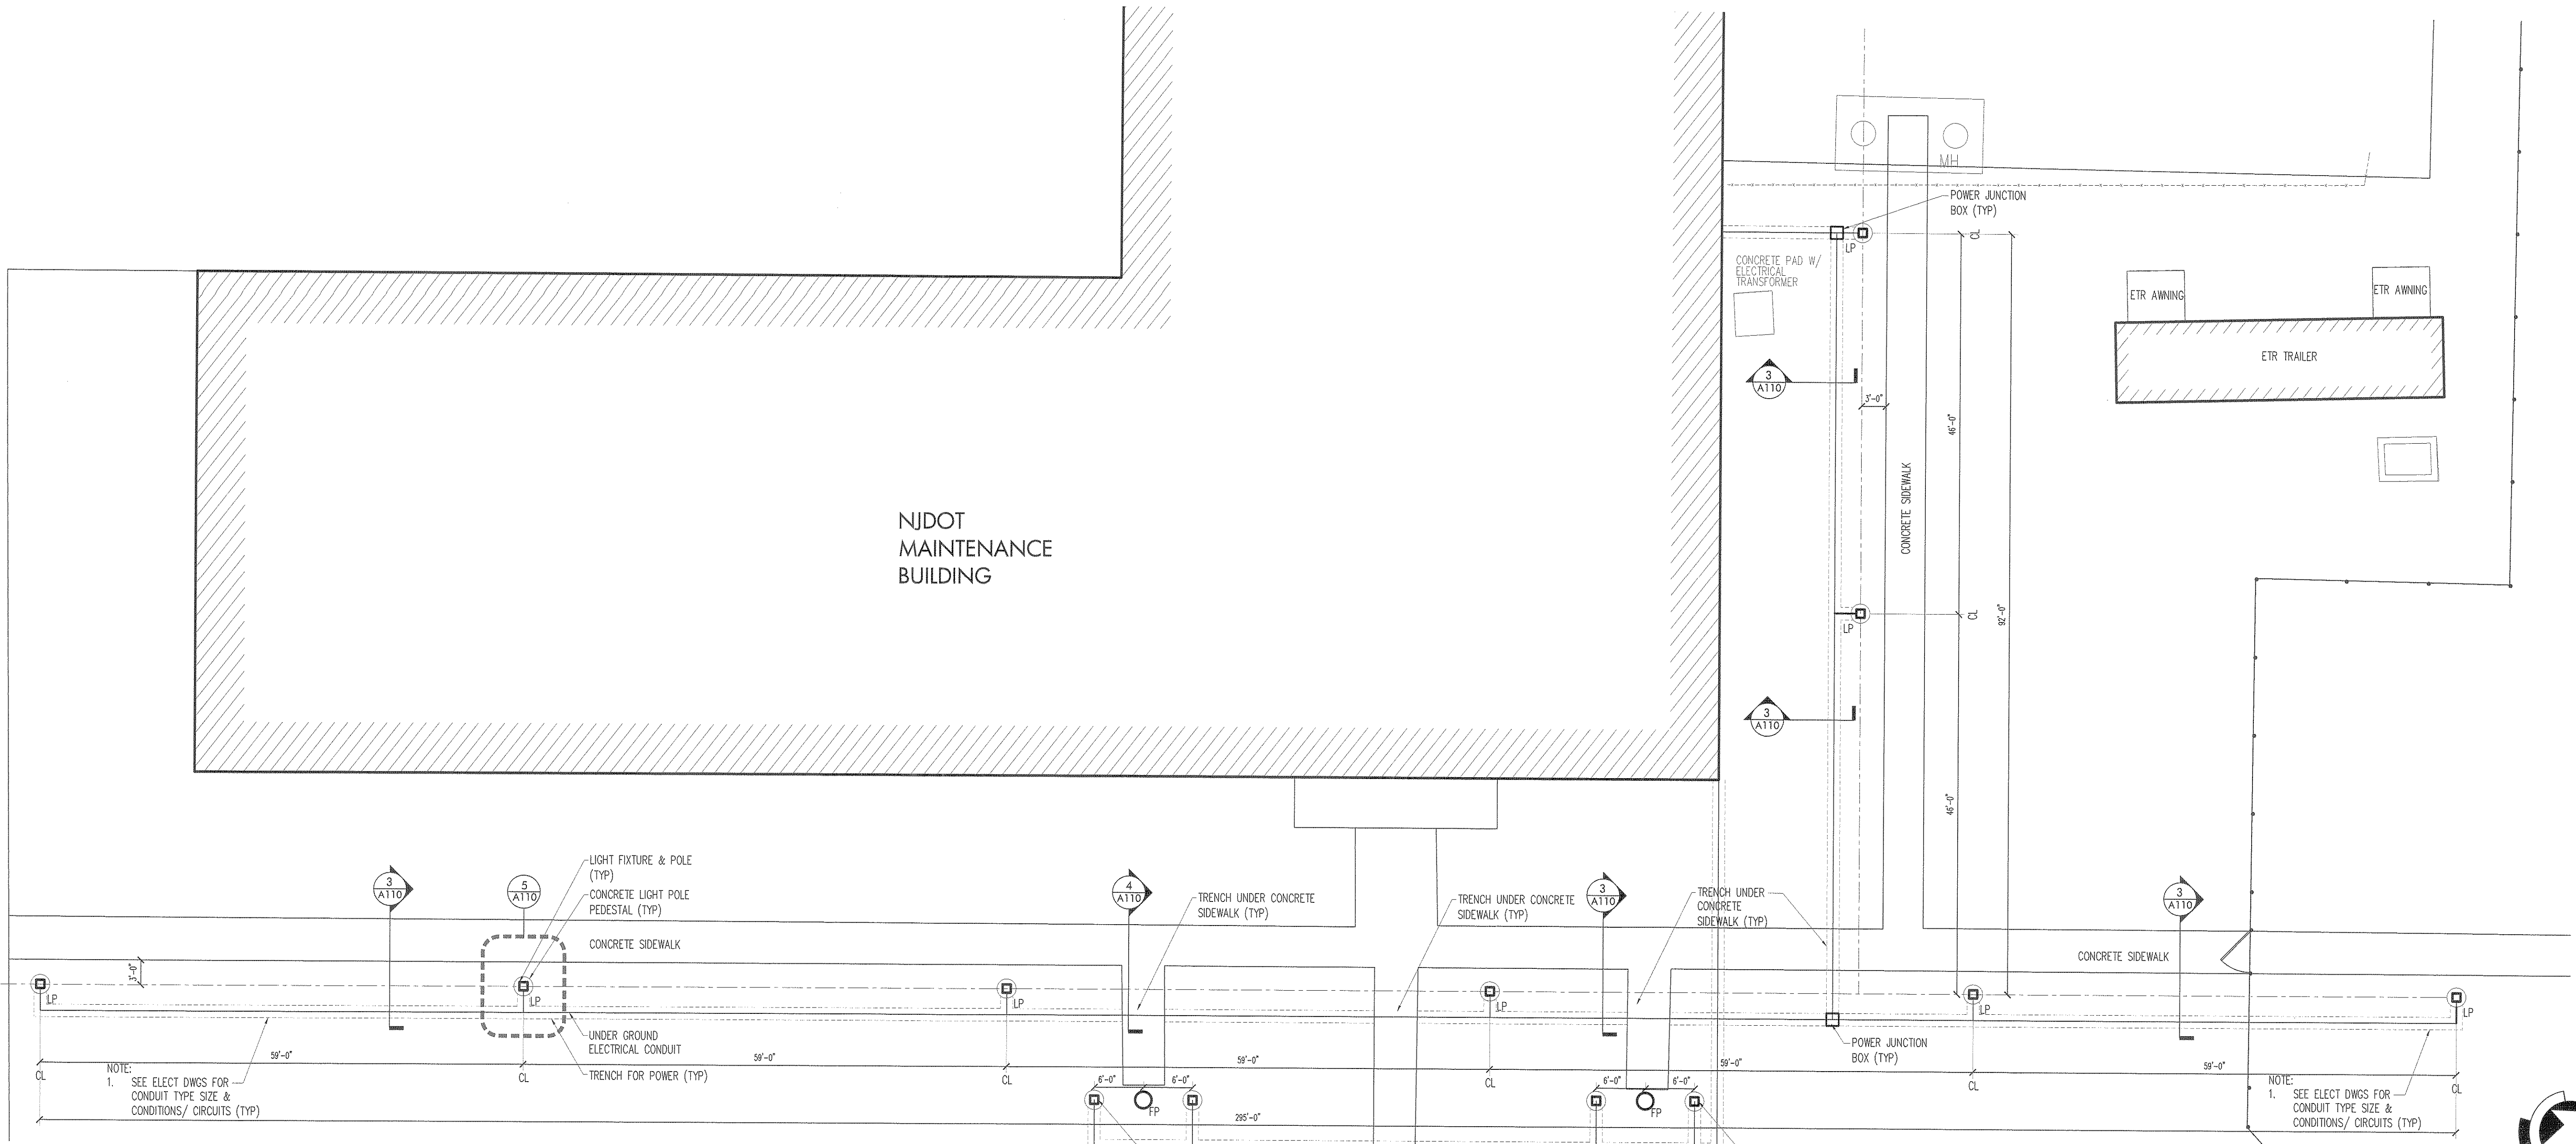 MH
POWER JUNCTION
BOX (TYP)
CL
LP
CONCRETE PAD W/
ELECTRICAL
TRANSFORMER
ETR AWNING
ETR AWNING
ETR TRAILER
3
A110
3'-0"
46'-0"
CONCRETE SIDEWALK
NJDOT
MAINTENANCE
BUILDING
CL
92'-0"
LP
3
A110
46'-0"
LIGHT FIXTURE & POLE
(TYP)
CONCRETE LIGHT POLE
PEDESTAL (TYP)
3
A110
5
A110
4
A110
TRENCH UNDER CONCRETE
SIDEWALK (TYP)
TRENCH UNDER CONCRETE
SIDEWALK (TYP)
3
A110
TRENCH UNDER
CONCRETE
SIDEWALK (TYP)
3
A110
CONCRETE SIDEWALK
CONCRETE SIDEWALK
3'-0"
LP
LP
LP
LP
LP
LP
UNDER GROUND
ELECTRICAL CONDUIT
TRENCH FOR POWER (TYP)
POWER JUNCTION
BOX (TYP)
59'-0"
59'-0"
59'-0"
59'-0"
59'-0"
CL
CL
CL
CL
CL
CL
NOTE:
1. SEE ELECT DWGS FOR
CONDUIT TYPE SIZE &
CONDITIONS/ CIRCUITS (TYP)
6'-0"
6'-0"
FP
6'-0"
6'-0"
FP
295'-0"
NOTE:
1. SEE ELECT DWGS FOR
CONDUIT TYPE SIZE &
CONDITIONS/ CIRCUITS (TYP)